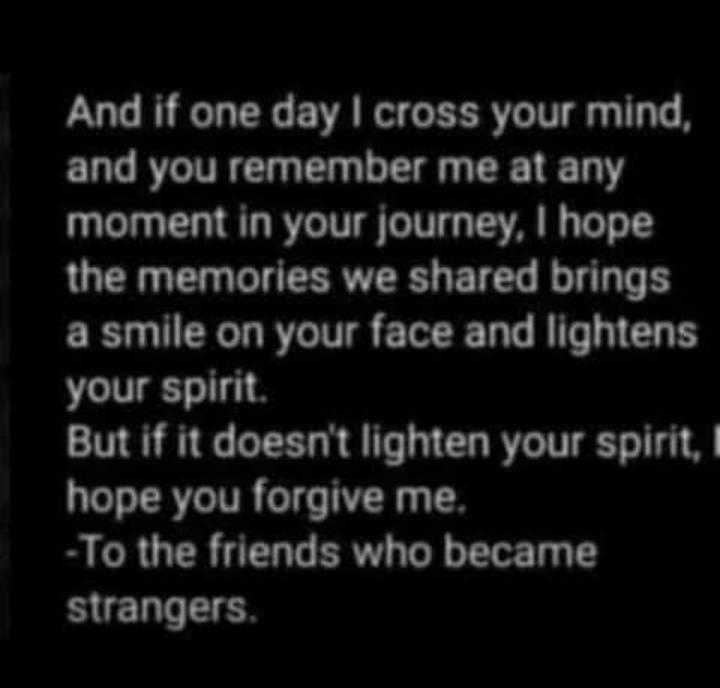 And if one day I cross your mind,
and you remember me at any
moment in your journey, I hope
the memories we shared brings
a smile on your face and lightens
your spirit.
But if it doesn't lighten your spirit, I
hope you forgive me.
-To the friends who became
strangers.